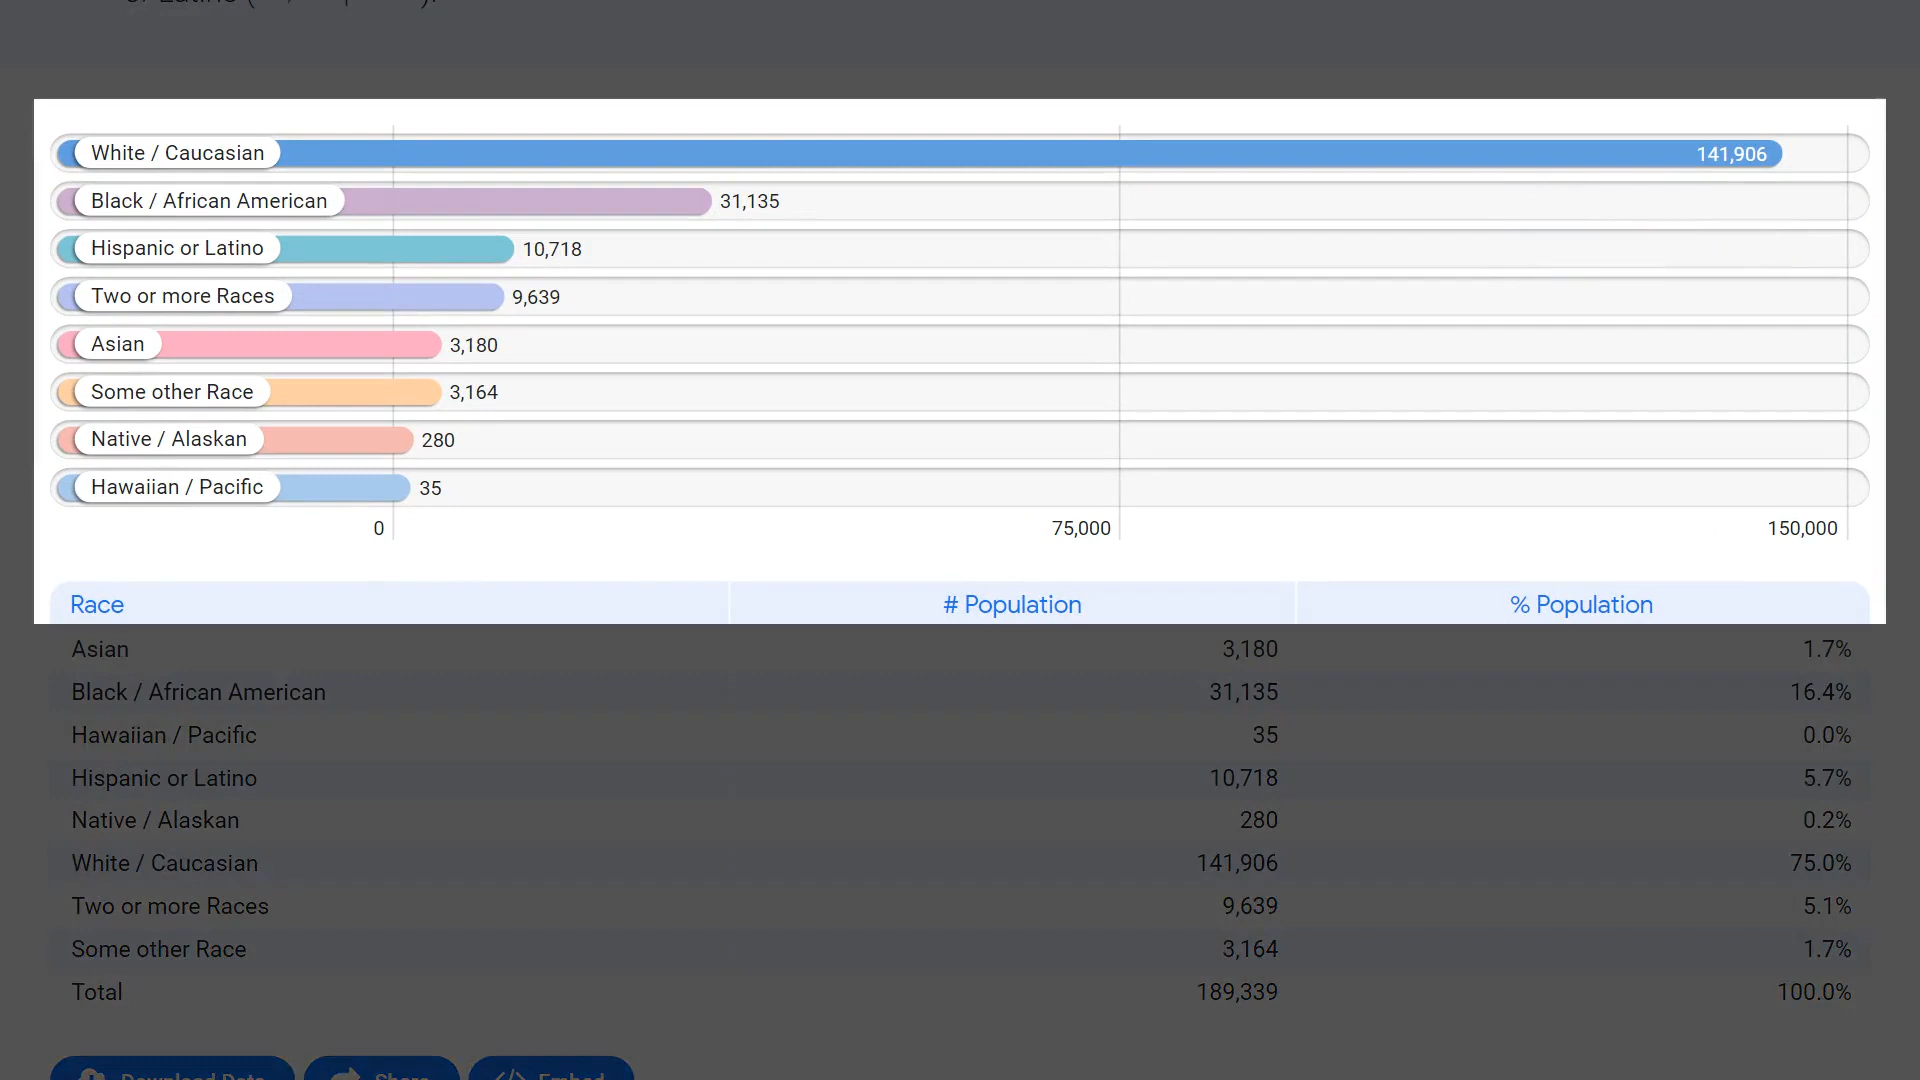 White / Caucasian 141,906
Black / African American 31,135
Hispanic or Latino 10,718
Two or more Races 9,639
Asian 3,180
Some other Race 3,164
Native / Alaskan 280
Hawaiian / Pacific 35
0 75,000 150,000
Race # Population % Population
Asian 3,180 1.7%
Black / African American 31,135 16.4%
Hawaiian / Pacific 35 0.0%
Hispanic or Latino 10,718 5.7%
Native / Alaskan 280 0.2%
White / Caucasian 141,906 75.0%
Two or more Races 9,639 5.1%
Some other Race 3,164 1.7%
Total 189,339 100.0%
Download Data Share Embed